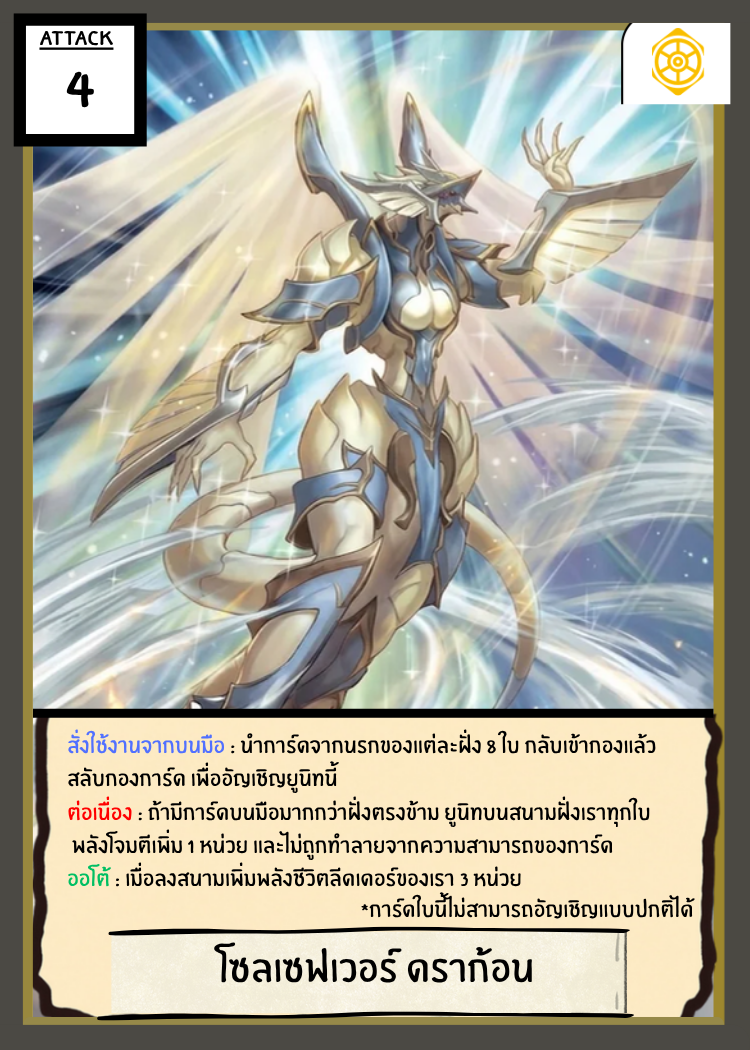 ATTACK
4
สั่งใช้งานจากบนมือ : นำการ์ดจากนรกของแต่ละฝั่ง 8 ใบ กลับเข้ากองแล้ว
สลับกองการ์ด เพื่ออัญเชิญยูนิทนี้
ต่อเนื่อง : ถ้ามีการ์ดบนมือมากกว่าฝั่งตรงข้าม ยูนิทบนสนามฝั่งเราทุกใบ
พลังโจมตีเพิ่ม 1 หน่วย และไม่ถูกทำลายจากความสามารถของการ์ด
ออโต้ : เมื่อลงสนามเพิ่มพลังชีวิตลีดเดอร์ของเรา 3 หน่วย
*การ์ดใบนี้ไม่สามารถอัญเชิญแบบปกติได้
โซลเซฟเวอร์ ดราก้อน